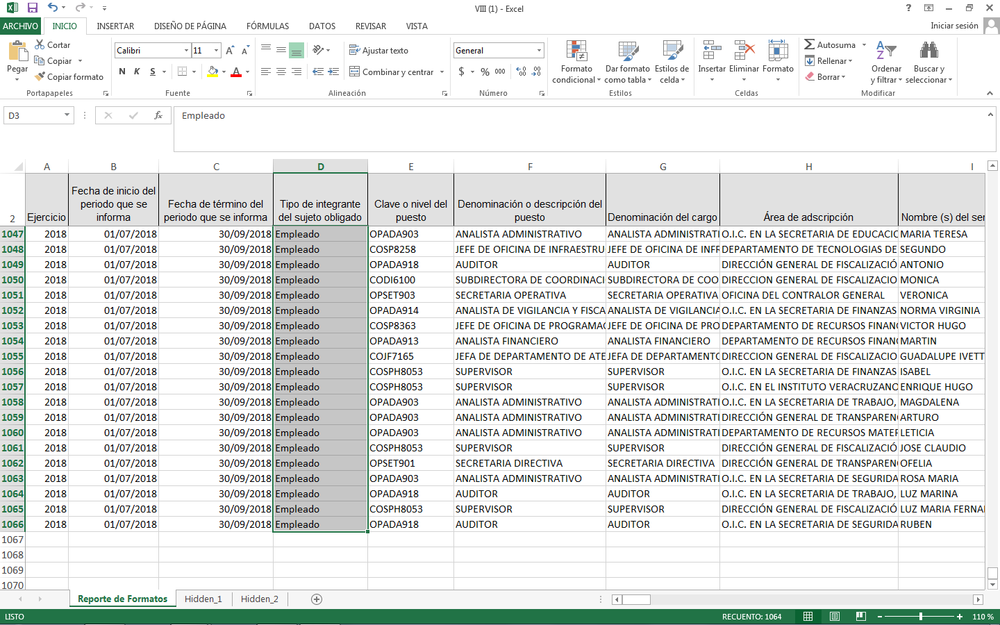 VIII (1) - Excel
?
ARCHIVO INICIO INSERTAR DISEÑO DE PÁGINA FÓRMULAS DATOS REVISAR VISTA Iniciar sesión
Pegar Cortar Copiar Copiar formato
Calibri 11 N K S
Ajustar texto Combinar y centrar
General $ % 000
Formato condicional Dar formato como tabla Estilos de celda
Insertar Eliminar Formato
Autosuma Rellenar Borrar Ordenar y filtrar Buscar y seleccionar
Portapapeles Fuente Alineación Número Estilos Celdas Modificar
D3 fx Empleado
A B C D E F G H I
2 Ejercicio Fecha de inicio del periodo que se informa Fecha de término del periodo que se informa Tipo de integrante del sujeto obligado Clave o nivel del puesto Denominación o descripción del puesto Denominación del cargo Área de adscripción Nombre (s) del ser
1047 2018 01/07/2018 30/09/2018 Empleado OPADA903 ANALISTA ADMINISTRATIVO ANALISTA ADMINISTRATI O.I.C. EN LA SECRETARIA DE EDUCACIO MARIA TERESA
1048 2018 01/07/2018 30/09/2018 Empleado COSP8258 JEFE DE OFICINA DE INFRAESTRU JEFE DE OFICINA DE INFR DEPARTAMENTO DE TECNOLOGIAS DE SEGUNDO
1049 2018 01/07/2018 30/09/2018 Empleado OPADA918 AUDITOR AUDITOR DIRECCIÓN GENERAL DE FISCALIZACIÓ ANTONIO
1050 2018 01/07/2018 30/09/2018 Empleado CODI6100 SUBDIRECTORA DE COORDINACI SUBDIRECTORA DE COO DIRECCION GENERAL DE FISCALIZACIO MONICA
1051 2018 01/07/2018 30/09/2018 Empleado OPSET903 SECRETARIA OPERATIVA SECRETARIA OPERATIVA OFICINA DEL CONTRALOR GENERAL VERONICA
1052 2018 01/07/2018 30/09/2018 Empleado OPADA914 ANALISTA DE VIGILANCIA Y FISCA ANALISTA DE VIGILANCIA O.I.C. EN LA SECRETARIA DE FINANZAS NORMA VIRGINIA
1053 2018 01/07/2018 30/09/2018 Empleado COSP8363 JEFE DE OFICINA DE PROGRAMAC JEFE DE OFICINA DE PRO DEPARTAMENTO DE RECURSOS FINANC VICTOR HUGO
1054 2018 01/07/2018 30/09/2018 Empleado OPADA913 ANALISTA FINANCIERO ANALISTA FINANCIERO DEPARTAMENTO DE RECURSOS FINANC MARTIN
1055 2018 01/07/2018 30/09/2018 Empleado COJF7165 JEFA DE DEPARTAMENTO DE ATE JEFA DE DEPARTAMENTO DIRECCION GENERAL DE FISCALIZACIO GUADALUPE IVETT
1056 2018 01/07/2018 30/09/2018 Empleado COSPH8053 SUPERVISOR SUPERVISOR O.I.C. EN LA SECRETARIA DE FINANZAS ISABEL
1057 2018 01/07/2018 30/09/2018 Empleado COSPH8053 SUPERVISOR SUPERVISOR O.I.C. EN EL INSTITUTO VERACRUZANO ENRIQUE HUGO
1058 2018 01/07/2018 30/09/2018 Empleado OPADA903 ANALISTA ADMINISTRATIVO ANALISTA ADMINISTRATI O.I.C. EN LA SECRETARIA DE TRABAJO, MAGDALENA
1059 2018 01/07/2018 30/09/2018 Empleado OPADA903 ANALISTA ADMINISTRATIVO ANALISTA ADMINISTRATI DIRECCIÓN GENERAL DE TRANSPARENC ARTURO
1060 2018 01/07/2018 30/09/2018 Empleado OPADA903 ANALISTA ADMINISTRATIVO ANALISTA ADMINISTRATI DEPARTAMENTO DE RECURSOS MATER LETICIA
1061 2018 01/07/2018 30/09/2018 Empleado COSPH8053 SUPERVISOR SUPERVISOR DIRECCIÓN GENERAL DE FISCALIZACIÓ JOSE CLAUDIO
1062 2018 01/07/2018 30/09/2018 Empleado OPSET901 SECRETARIA DIRECTIVA SECRETARIA DIRECTIVA DIRECCIÓN GENERAL DE TRANSPARENC OFELIA
1063 2018 01/07/2018 30/09/2018 Empleado OPADA903 ANALISTA ADMINISTRATIVO ANALISTA ADMINISTRATI O.I.C. EN LA SECRETARIA DE SEGURIDA ROSA MARIA
1064 2018 01/07/2018 30/09/2018 Empleado OPADA918 AUDITOR AUDITOR O.I.C. EN LA SECRETARIA DE TRABAJO, LUZ MARINA
1065 2018 01/07/2018 30/09/2018 Empleado COSPH8053 SUPERVISOR SUPERVISOR DIRECCIÓN GENERAL DE FISCALIZACIÓ LUZ MARIA FERNA
1066 2018 01/07/2018 30/09/2018 Empleado OPADA918 AUDITOR AUDITOR O.I.C. EN LA SECRETARIA DE SEGURIDA RUBEN
1067
1068
1069
1070
Reporte de Formatos Hidden_1 Hidden_2
LISTO RECUENTO: 1064 110 %